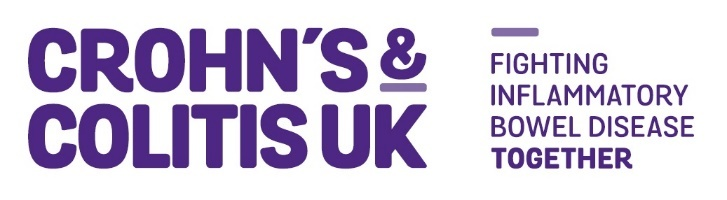 CROHN´S &
COLITIS UK
FIGHTING
INFLAMMATORY
BOWEL DISEASE
TOGETHER